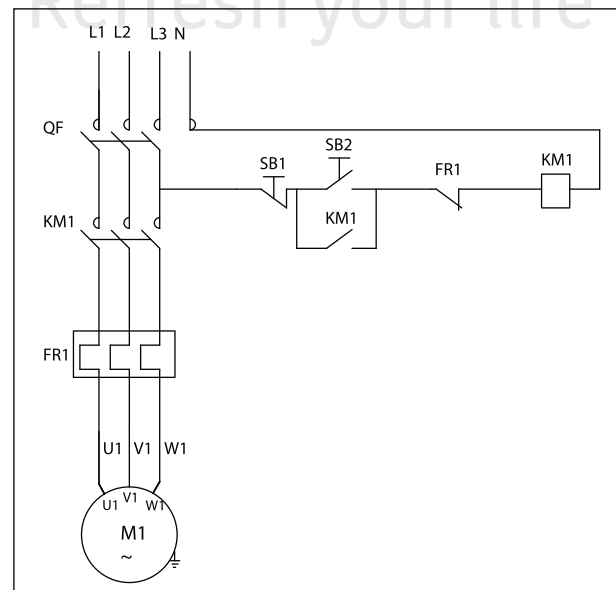 Refresh your life
L1 L2 L3 N
QF
SB1
SB2
FR1
KM1
KM1
KM1
FR1
U1 V1 W1
U1 V1 W1
M1
~